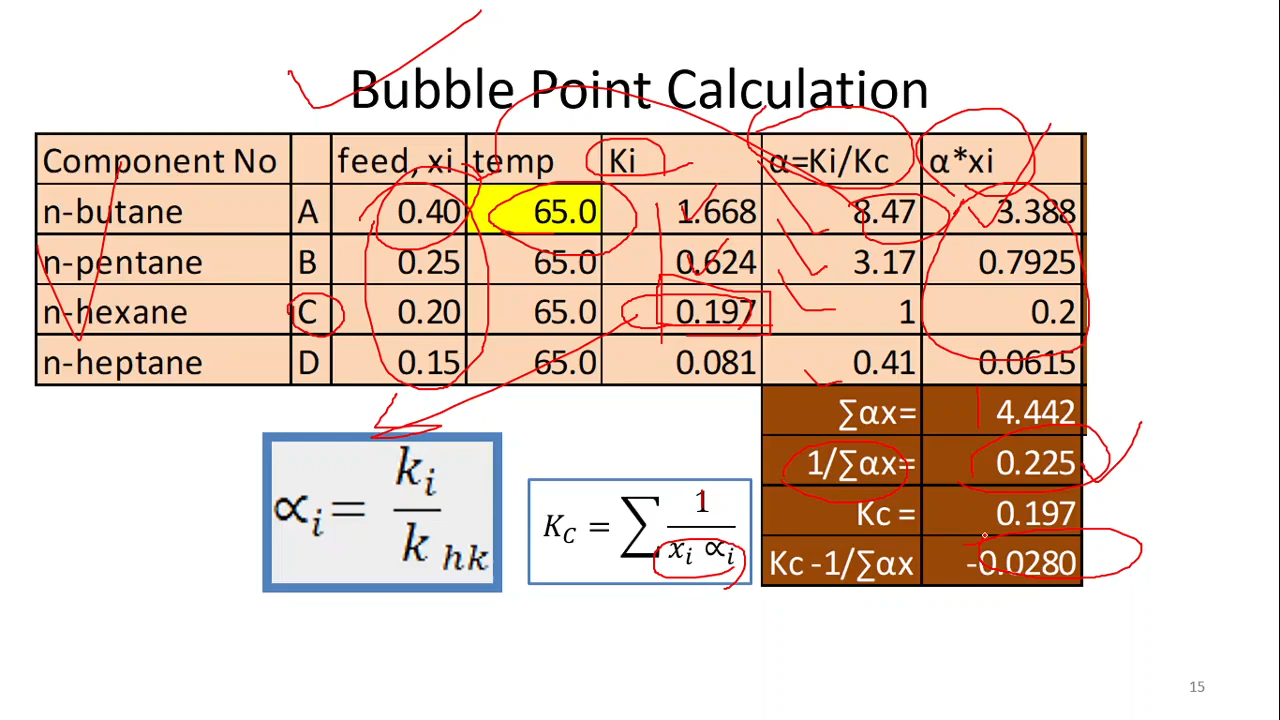 Bubble Point Calculation
Component No feed, xi temp Ki α=Ki/Kc α*xi
n-butane A 0.40 65.0 1.668 8.47 3.388
n-pentane B 0.25 65.0 0.624 3.17 0.7925
n-hexane C 0.20 65.0 0.197 1 0.2
n-heptane D 0.15 65.0 0.081 0.41 0.0615
∑αx= 4.442
1/∑αx= 0.225
Kc = 0.197
Kc -1/∑αx -0.0280
∝i= ki / k hk
KC = ∑ 1 / xi ∝i
15